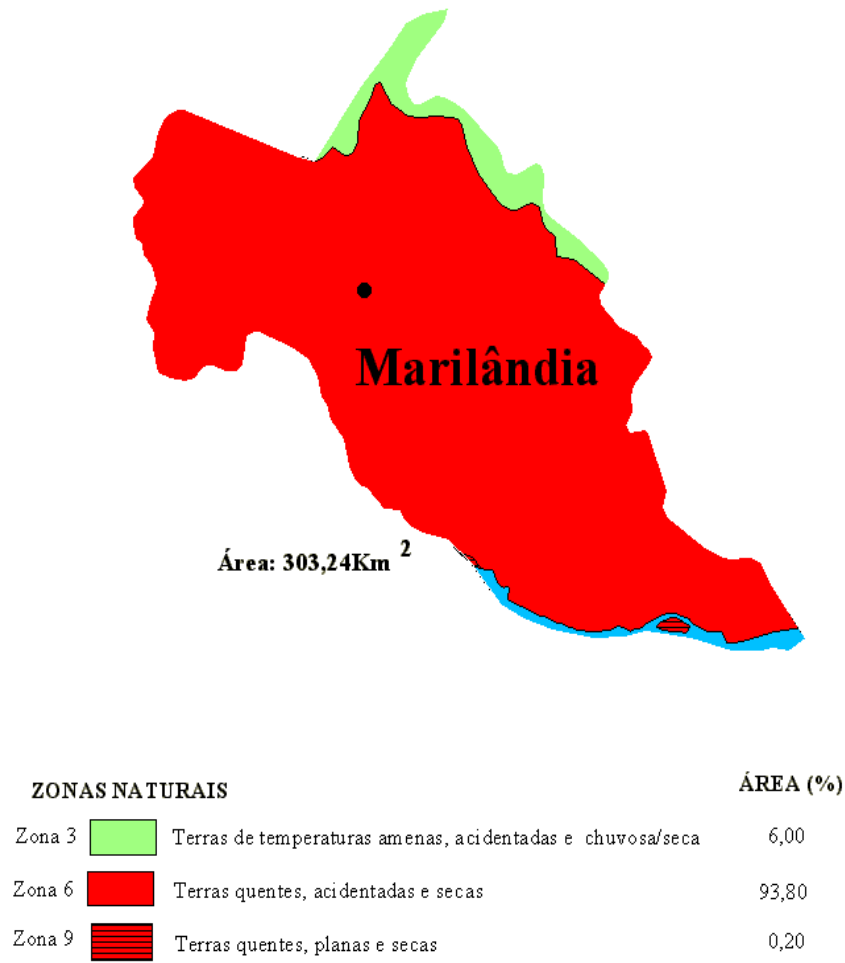 Marilândia
Área: 303,24Km 2
ZONAS NATURAIS ÁREA (%)
Zona 3 Terras de temperaturas amenas, acidentadas e chuvosa/seca 6,00
Zona 6 Terras quentes, acidentadas e secas 93,80
Zona 9 Terras quentes, planas e secas 0,20